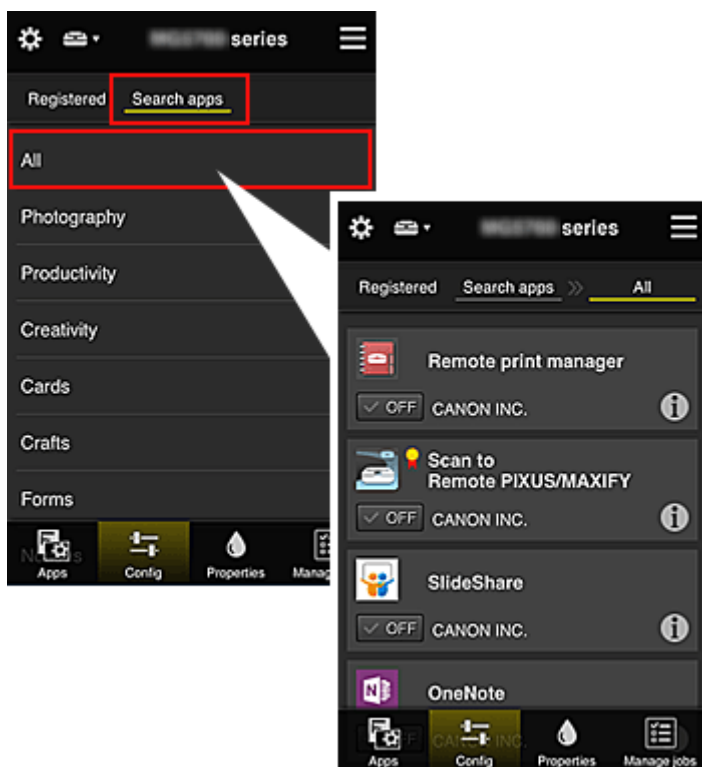 series
Registered Search apps
All
Photography
Productivity
Creativity
Cards
Crafts
Forms
Apps Config Properties
series
Registered Search apps >> All
Remote print manager
OFF CANON INC.
Scan to
Remote PIXUS/MAXIFY
OFF CANON INC.
SlideShare
OFF CANON INC.
OneNote
Apps Config Properties Manage jobs